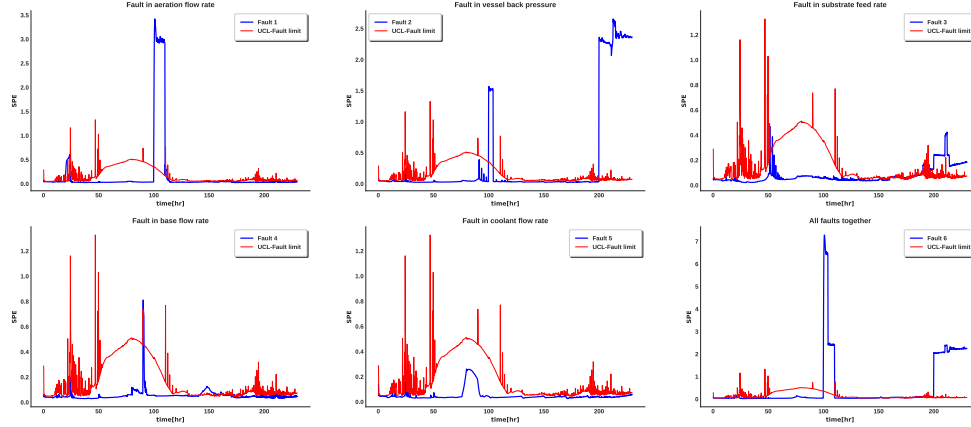 Fault in aeration flow rate
Fault in vessel back pressure
Fault in substrate feed rate
Fault 1
UCL-Fault limit
Fault 2
UCL-Fault limit
Fault 3
UCL-Fault limit
3.5
3.0
2.5
2.0
1.5
1.0
0.5
0.0
SPE
0
50
100
150
200
time[hr]
2.5
2.0
1.5
1.0
0.5
0.0
SPE
0
50
100
150
200
time[hr]
1.2
1.0
0.8
0.6
0.4
0.2
0.0
SPE
0
50
100
150
200
time[hr]
Fault in base flow rate
Fault in coolant flow rate
All faults together
Fault 4
UCL-Fault limit
Fault 5
UCL-Fault limit
Fault 6
UCL-Fault limit
1.2
1.0
0.8
0.6
0.4
0.2
0.0
SPE
0
50
100
150
200
time[hr]
1.2
1.0
0.8
0.6
0.4
0.2
0.0
SPE
0
50
100
150
200
time[hr]
7
6
5
4
3
2
1
0
SPE
0
50
100
150
200
time[hr]